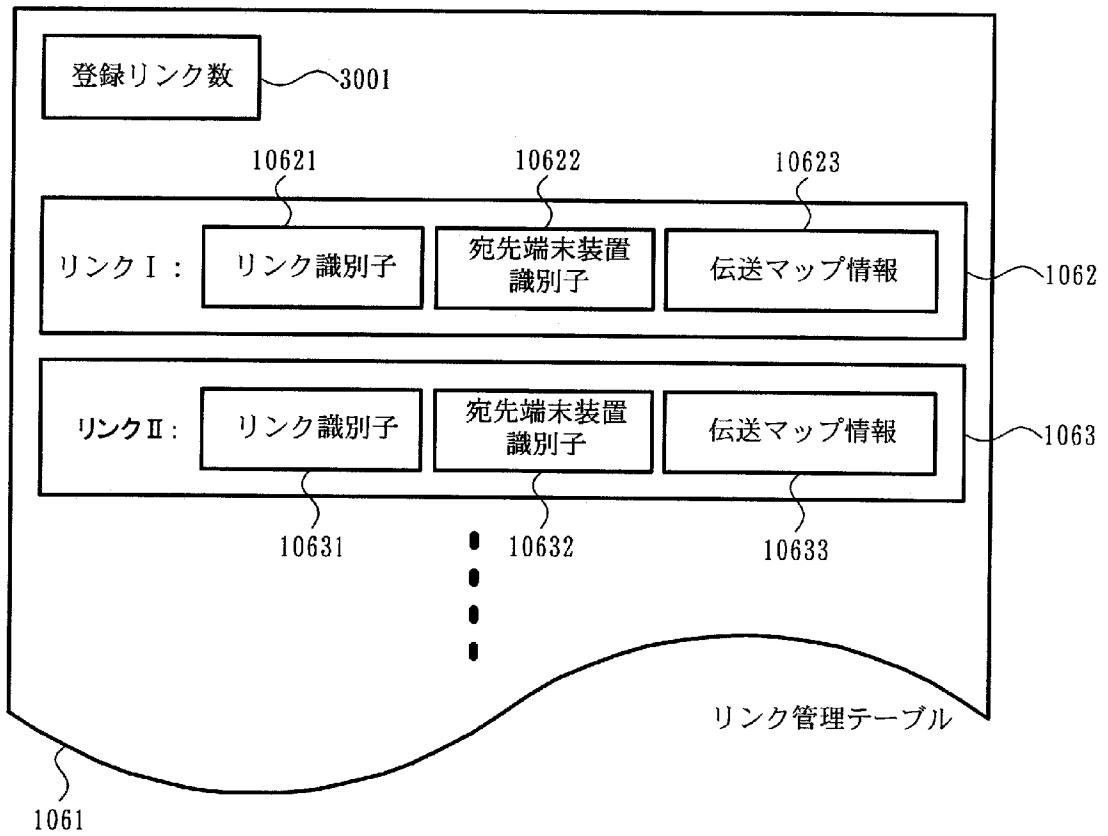 登録リンク数
3001
10621
10622
10623
リンクⅠ:
リンク識別子
宛先端末装置
識別子
伝送マップ情報
1062
リンクⅡ:
リンク識別子
宛先端末装置
識別子
伝送マップ情報
1063
10631
10632
10633
リンク管理テーブル
1061